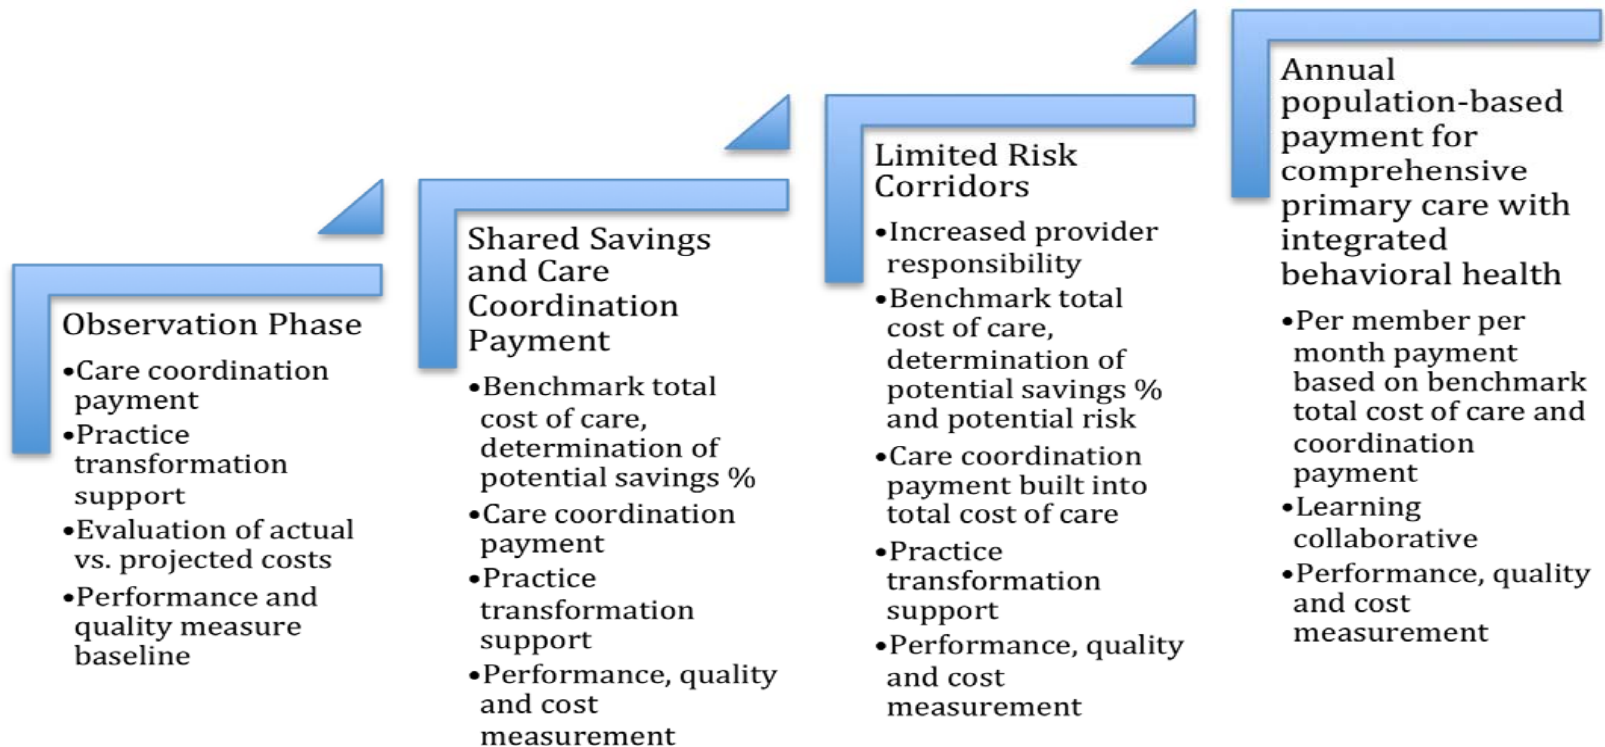 Observation Phase
•Care coordination
payment
•Practice
transformation
support
•Evaluation of actual
vs. projected costs
•Performance and
quality measure
baseline
Shared Savings
and Care
Coordination
Payment
•Benchmark total
cost of care,
determination of
potential savings %
•Care coordination
payment
•Practice
transformation
support
•Performance, quality
and cost
measurement
Limited Risk
Corridors
•Increased provider
responsibility
•Benchmark total
cost of care,
determination of
potential savings %
and potential risk
•Care coordination
payment built into
total cost of care
•Practice
transformation
support
•Performance, quality
and cost
measurement
Annual
population-based
payment for
comprehensive
primary care with
integrated
behavioral health
•Per member per
month payment
based on benchmark
total cost of care and
coordination
payment
•Learning
collaborative
•Performance, quality
and cost
measurement